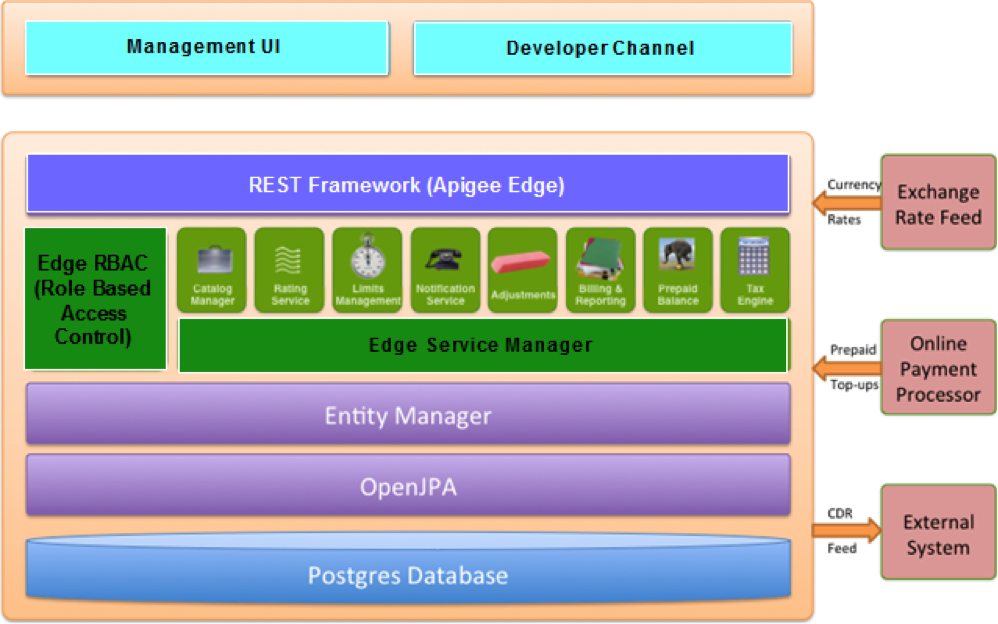 Management UI
Developer Channel
REST Framework (Apigee Edge)
Currency
Rates
Exchange
Rate Feed
Edge RBAC
(Role Based
Access
Control)
Catalog
Manager
Rating
Service
Limits
Management
Notification
Service
Adjustments
Billing &
Reporting
Prepaid
Balance
Tax
Engine
Edge Service Manager
Prepaid
Top-ups
Online
Payment
Processor
Entity Manager
OpenJPA
CDR
Feed
External
System
Postgres Database